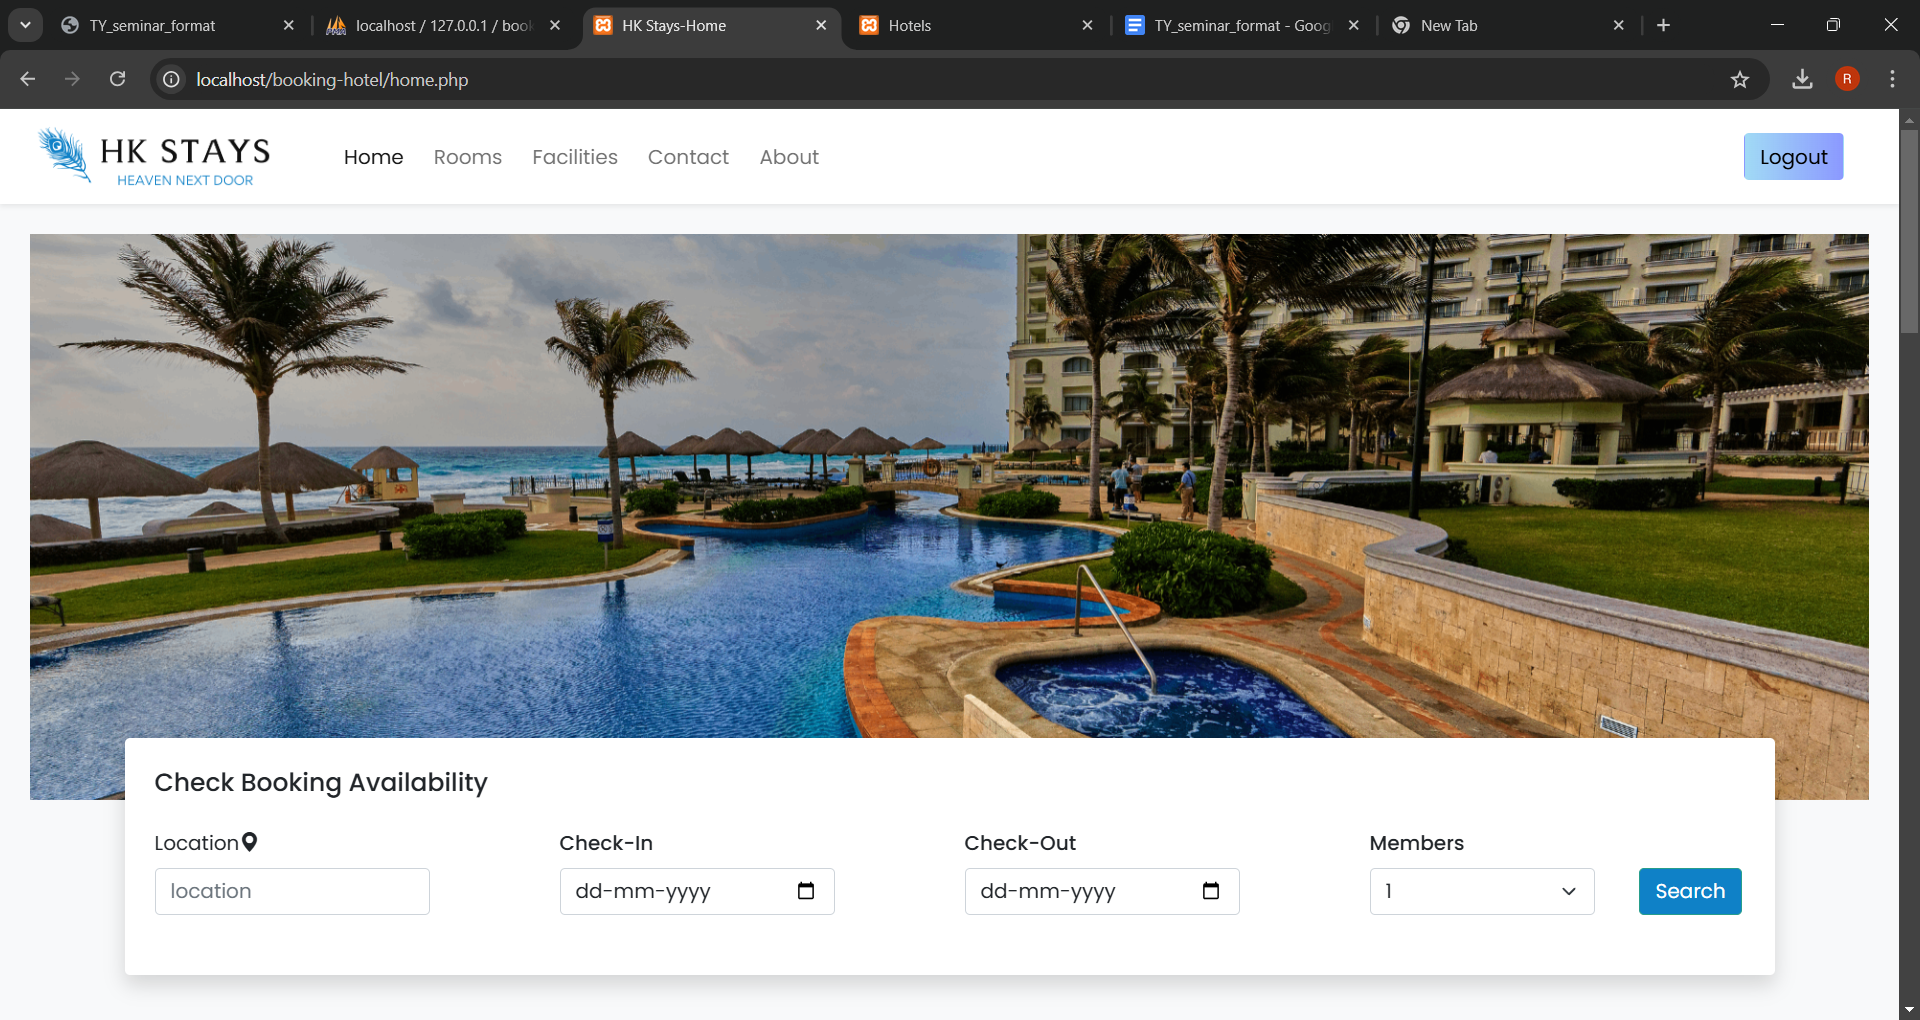 TY_seminar_format
localhost / 127.0.0.1 / book
HK Stays-Home
Hotels
TY_seminar_format - Goog
New Tab
localhost/booking-hotel/home.php
R
HK STAYS
HEAVEN NEXT DOOR
Home
Rooms
Facilities
Contact
About
Logout
Check Booking Availability
Location
Check-In
Check-Out
Members
location
dd-mm-yyyy
dd-mm-yyyy
1
Search